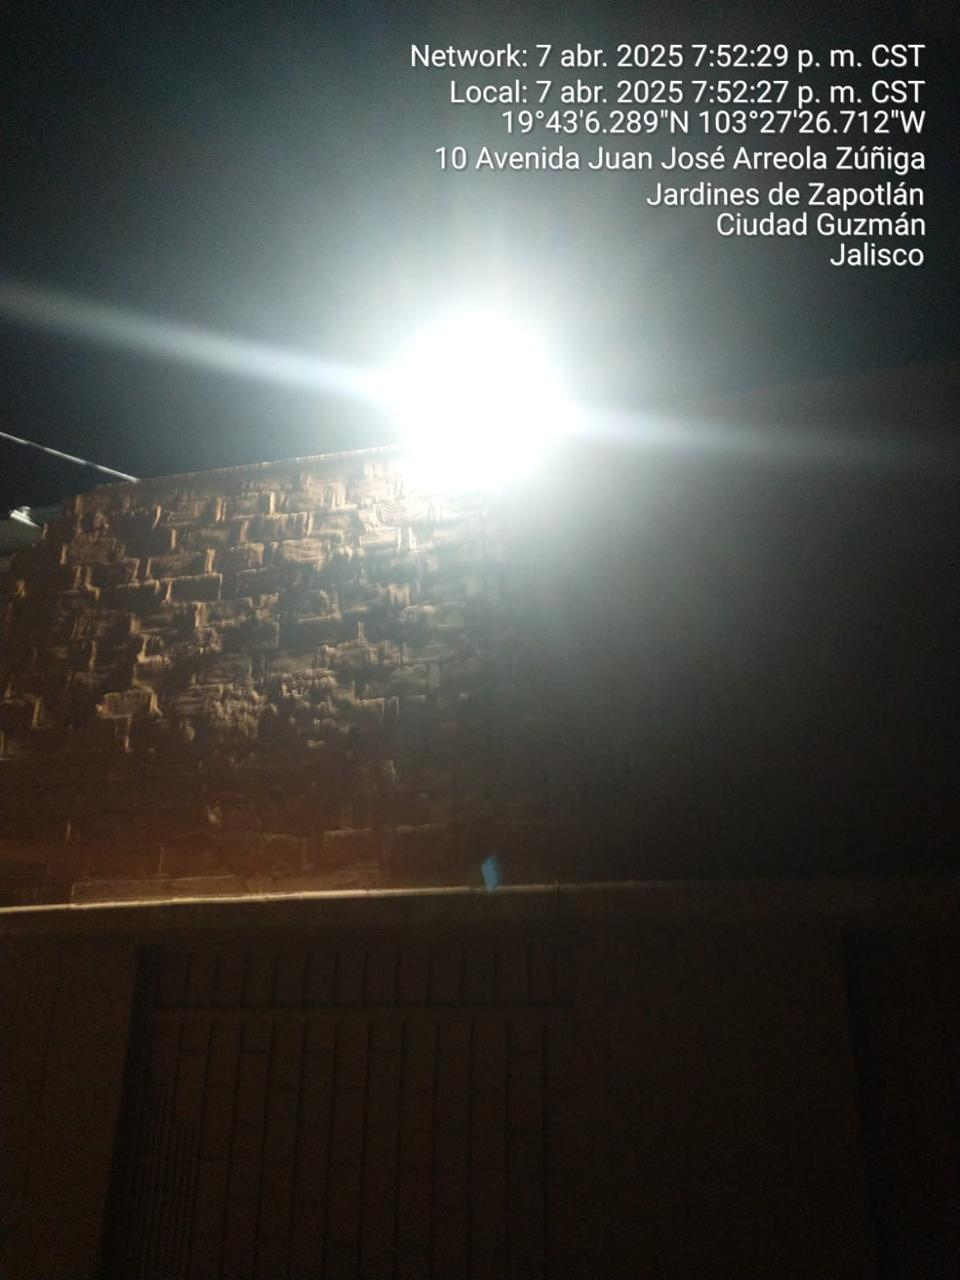 Network: 7 abr. 2025 7:52:29 p. m. CST
Local: 7 abr. 2025 7:52:27 p. m. CST
19°43'6.289"N 103°27'26.712"W
10 Avenida Juan José Arreola Zúñiga
Jardines de Zapotlán
Ciudad Guzmán
Jalisco